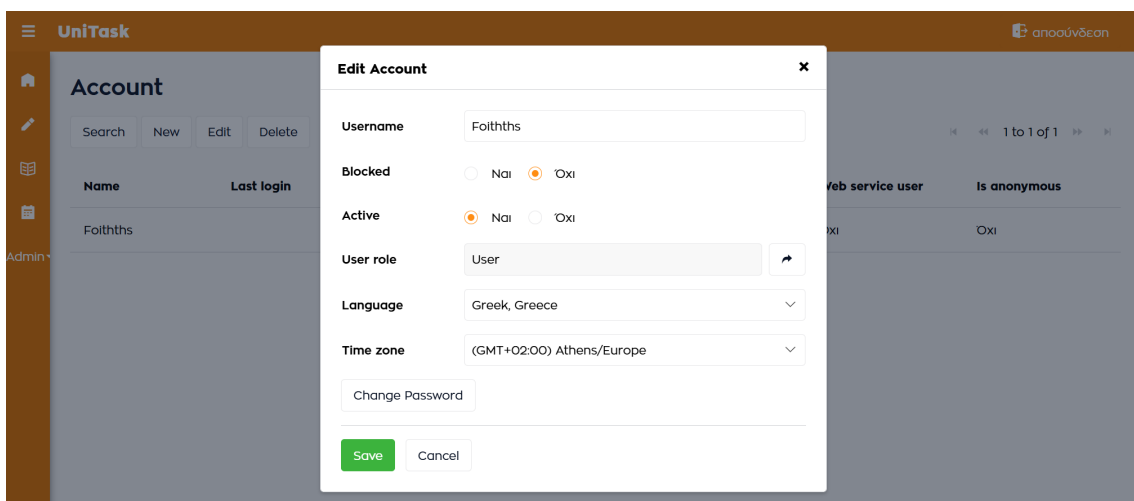 UniTask
αποσύνδεση
Edit Account
Account
Search New Edit Delete
1 to 1 of 1
Username Foithths
Blocked Ναι Όχι
Name Last login Web service user Is anonymous
Active Ναι Όχι
Foithths Όχι Όχι
Admin
User role User
Language Greek, Greece
Time zone (GMT+02:00) Athens/Europe
Change Password
Save Cancel